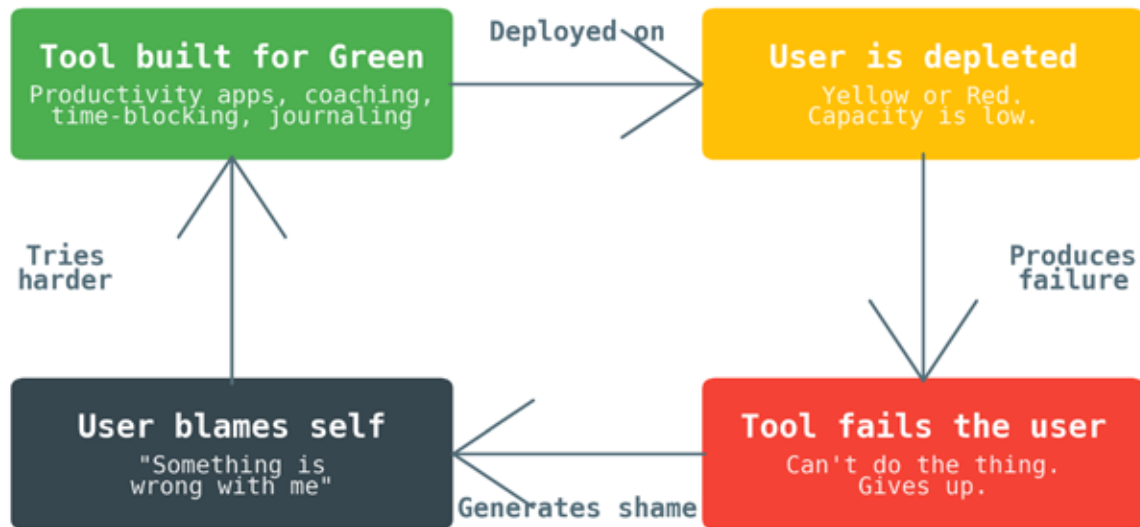 Tool built for Green
Productivity apps, coaching,
time-blocking, journaling
Deployed on
User is depleted
Yellow or Red.
Capacity is low.
Tries
harder
Produces
failure
User blames self
"Something is
wrong with me"
Generates shame
Tool fails the user
Can't do the thing.
Gives up.